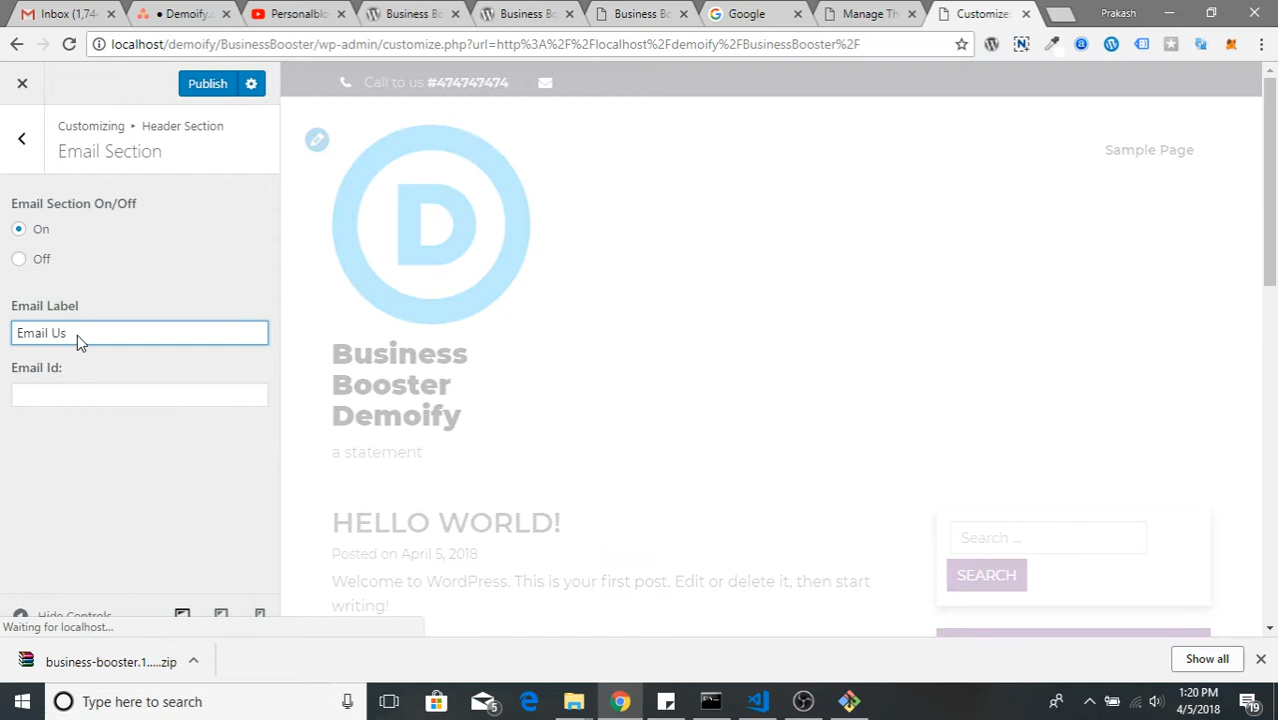 Inbox (1,74
• Demoify.c
Personalblo
Business Bo
Business Bo
Business Bo
Google
Manage Th
Customize:
Prakash
localhost/demoify/BusinessBooster/wp-admin/customize.php?url=http%3A%2F%2Flocalhost%2Fdemoify%2FBusinessBooster%2F
Publish
Call to us #474747474
Customizing ▸ Header Section
Email Section
Sample Page
D
Email Section On/Off
On
Off
Email Label
Email Us
Email Id:
Business
Booster
Demoify
a statement
HELLO WORLD!
Posted on April 5, 2018
Welcome to WordPress. This is your first post. Edit or delete it, then start
writing!
Search ...
SEARCH
Hide Controls
Waiting for localhost...
business-booster.1.....zip
Show all
Type here to search
5
1:20 PM
4/5/2018
19